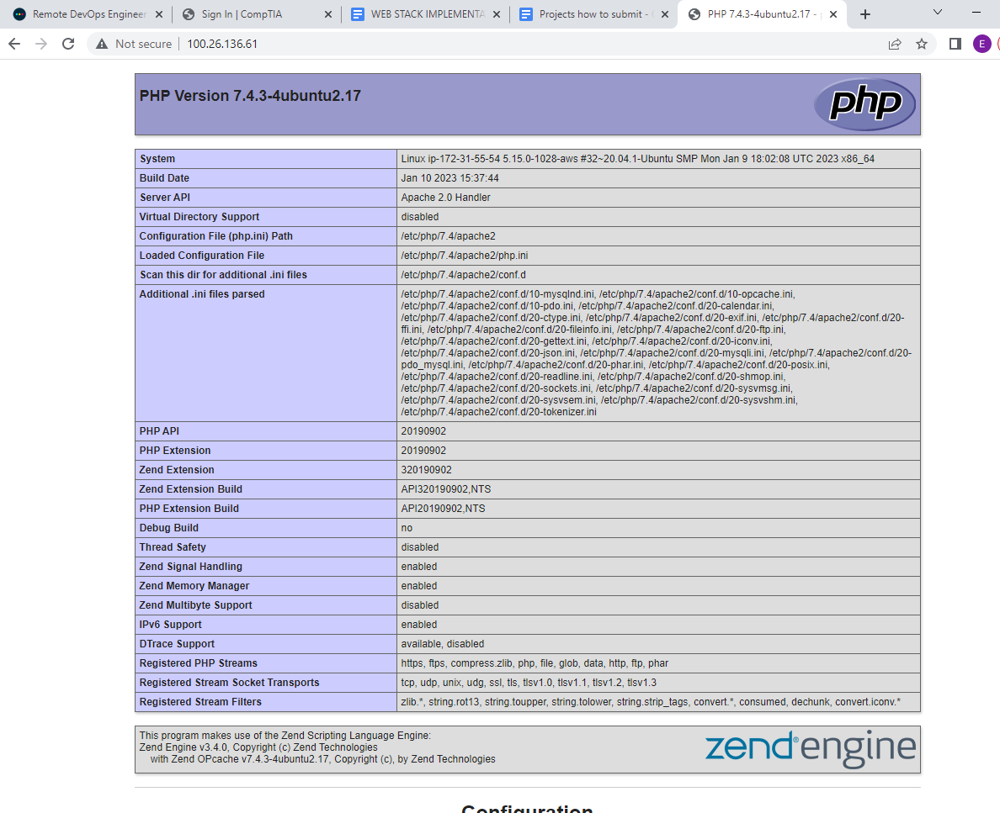 Remote DevOps Engineer
Sign In | CompTIA
WEB STACK IMPLEMENTA
Projects how to submit -
PHP 7.4.3-4ubuntu2.17 -
Not secure
100.26.136.61
E
PHP Version 7.4.3-4ubuntu2.17
php
System Linux ip-172-31-55-54 5.15.0-1028-aws #32~20.04.1-Ubuntu SMP Mon Jan 9 18:02:08 UTC 2023 x86_64
Build Date Jan 10 2023 15:37:44
Server API Apache 2.0 Handler
Virtual Directory Support disabled
Configuration File (php.ini) Path /etc/php/7.4/apache2
Loaded Configuration File /etc/php/7.4/apache2/php.ini
Scan this dir for additional .ini files /etc/php/7.4/apache2/conf.d
Additional .ini files parsed /etc/php/7.4/apache2/conf.d/10-mysqlnd.ini, /etc/php/7.4/apache2/conf.d/10-opcache.ini,
/etc/php/7.4/apache2/conf.d/10-pdo.ini, /etc/php/7.4/apache2/conf.d/20-calendar.ini,
/etc/php/7.4/apache2/conf.d/20-ctype.ini, /etc/php/7.4/apache2/conf.d/20-exif.ini, /etc/php/7.4/apache2/conf.d/20-
ffi.ini, /etc/php/7.4/apache2/conf.d/20-fileinfo.ini, /etc/php/7.4/apache2/conf.d/20-ftp.ini,
/etc/php/7.4/apache2/conf.d/20-gettext.ini, /etc/php/7.4/apache2/conf.d/20-iconv.ini,
/etc/php/7.4/apache2/conf.d/20-json.ini, /etc/php/7.4/apache2/conf.d/20-mysqli.ini, /etc/php/7.4/apache2/conf.d/20-
pdo_mysql.ini, /etc/php/7.4/apache2/conf.d/20-phar.ini, /etc/php/7.4/apache2/conf.d/20-posix.ini,
/etc/php/7.4/apache2/conf.d/20-readline.ini, /etc/php/7.4/apache2/conf.d/20-shmop.ini,
/etc/php/7.4/apache2/conf.d/20-sockets.ini, /etc/php/7.4/apache2/conf.d/20-sysvmsg.ini,
/etc/php/7.4/apache2/conf.d/20-sysvsem.ini, /etc/php/7.4/apache2/conf.d/20-sysvshm.ini,
/etc/php/7.4/apache2/conf.d/20-tokenizer.ini
PHP API 20190902
PHP Extension 20190902
Zend Extension 320190902
Zend Extension Build API320190902,NTS
PHP Extension Build API20190902,NTS
Debug Build no
Thread Safety disabled
Zend Signal Handling enabled
Zend Memory Manager enabled
Zend Multibyte Support disabled
IPv6 Support enabled
DTrace Support available, disabled
Registered PHP Streams https, ftps, compress.zlib, php, file, glob, data, http, ftp, phar
Registered Stream Socket Transports tcp, udp, unix, udg, ssl, tls, tlsv1.0, tlsv1.1, tlsv1.2, tlsv1.3
Registered Stream Filters zlib.*, string.rot13, string.toupper, string.tolower, string.strip_tags, convert.*, consumed, dechunk, convert.iconv.*
This program makes use of the Zend Scripting Language Engine:
Zend Engine v3.4.0, Copyright (c) Zend Technologies
with Zend OPcache v7.4.3-4ubuntu2.17, Copyright (c), by Zend Technologies
zend® engine
Configuration